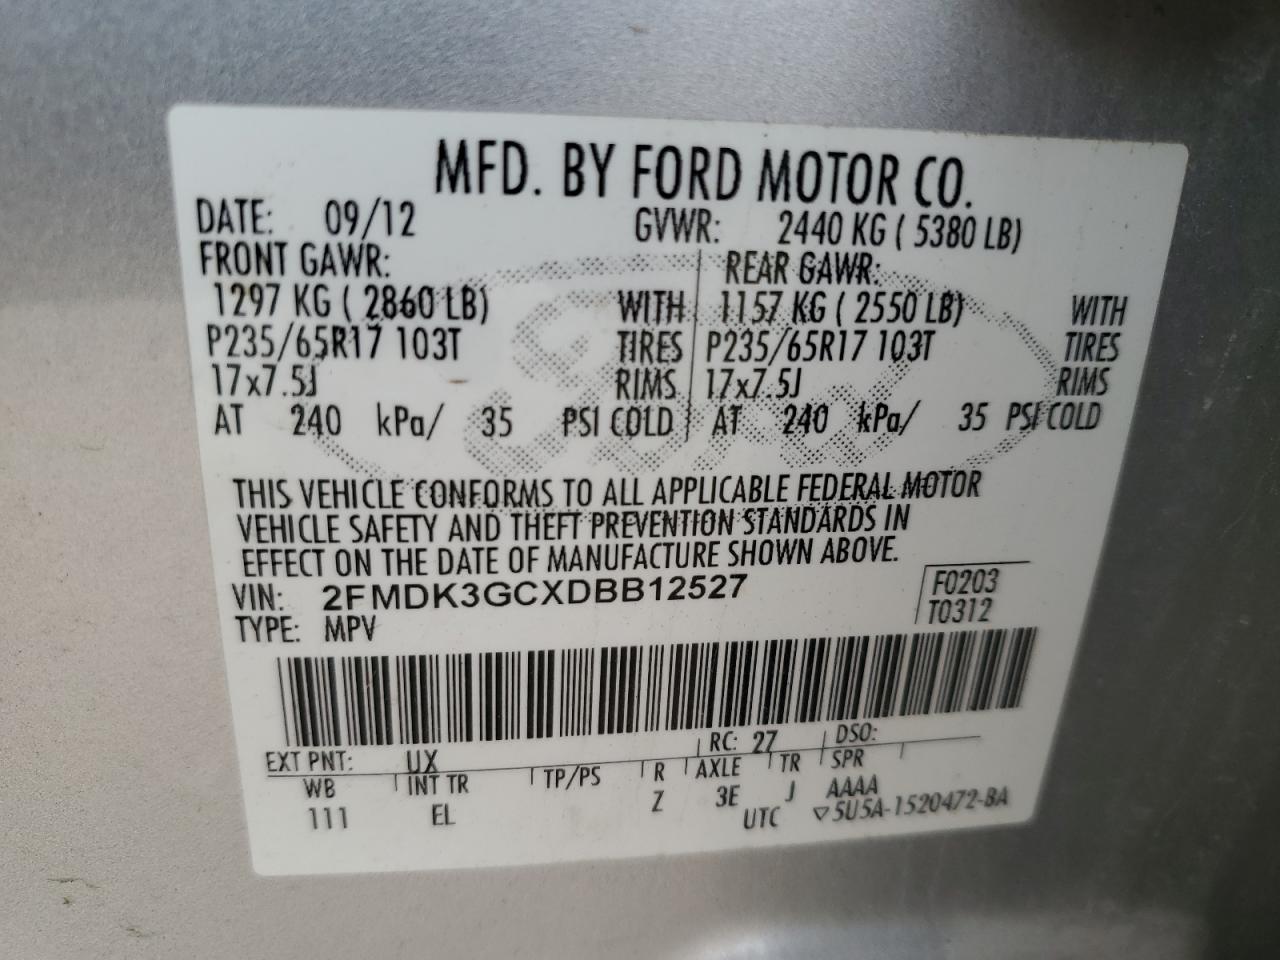 MFD. BY FORD MOTOR CO.
DATE: 09/12 GVWR: 2440 KG ( 5380 LB)
FRONT GAWR: REAR GAWR:
1297 KG ( 2860 LB) WITH 1157 KG ( 2550 LB) WITH
P235/65R17 103T TIRES P235/65R17 103T TIRES
17x7.5J RIMS 17x7.5J RIMS
AT 240 kPa/ 35 PSI COLD AT 240 kPa/ 35 PSI COLD
Ford
THIS VEHICLE CONFORMS TO ALL APPLICABLE FEDERAL MOTOR
VEHICLE SAFETY AND THEFT PREVENTION STANDARDS IN
EFFECT ON THE DATE OF MANUFACTURE SHOWN ABOVE.
VIN: 2FMDK3GCXDBB12527 F0203
TYPE: MPV T0312
EXT PNT: UX RC: 27 DSO:
WB INT TR TP/PS R AXLE TR SPR
111 EL Z 3E J AAAA
UTC ▽5U5A-1520472-BA